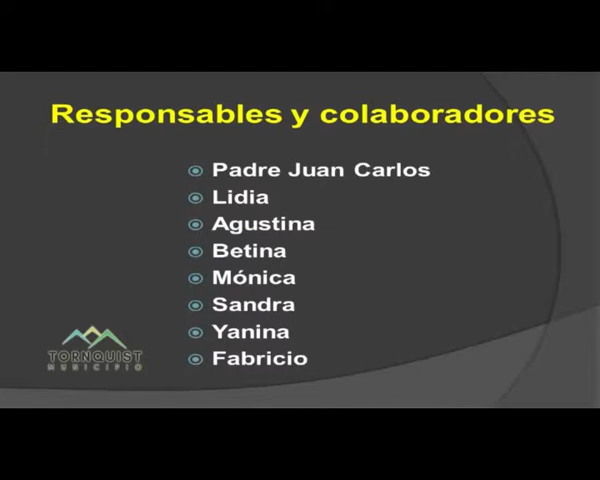 Responsables y colaboradores
Padre Juan Carlos
Lidia
Agustina
Betina
Mónica
Sandra
Yanina
Fabricio
TORNQUIST
MUNICIPIO